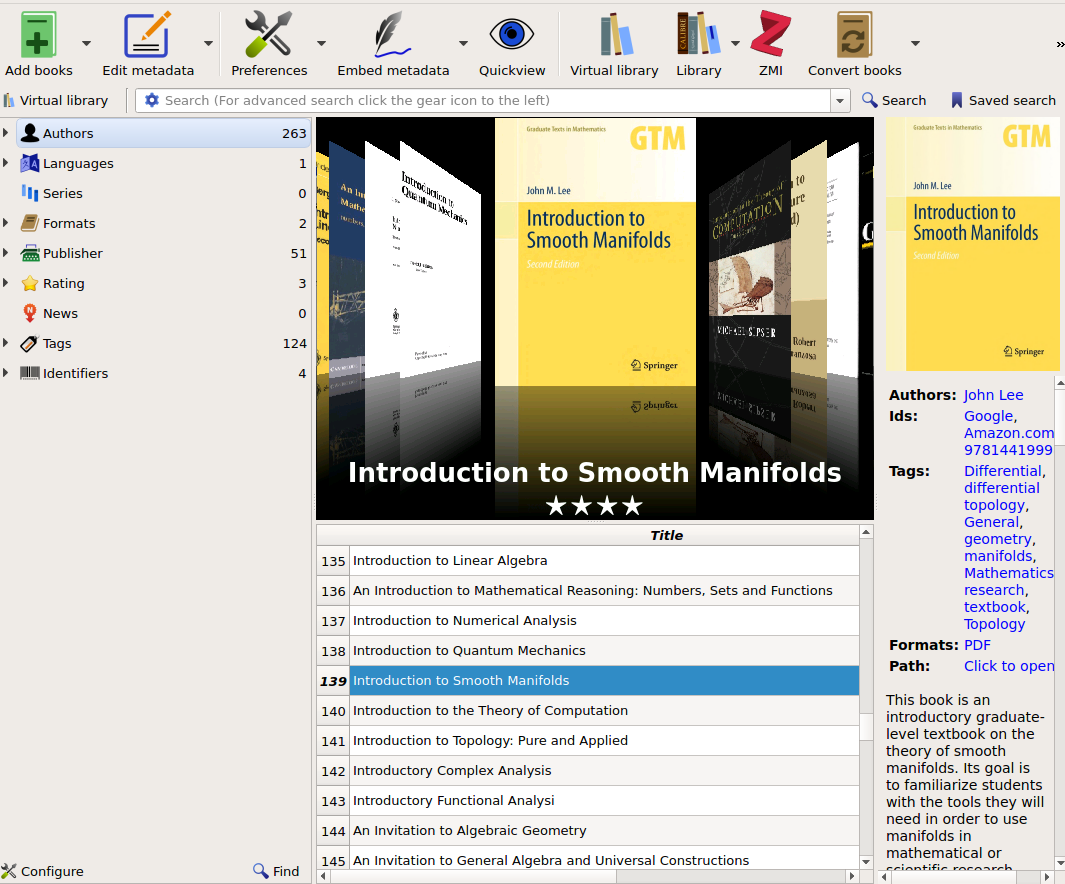 Add books
Edit metadata
Preferences
Embed metadata
Quickview
Virtual library
Library
ZMI
Convert books
»
Virtual library
Search (For advanced search click the gear icon to the left)
Search
Saved search
Authors 263
Languages 1
Series 0
Formats 2
Publisher 51
Rating 3
News 0
Tags 124
Identifiers 4
Configure
Find
Introduction to
Quantum Mechanics
Graduate Texts in Mathematics
GTM
John M. Lee
Introduction to
Smooth Manifolds
Second Edition
Springer
COMPUTATION
MICHAEL SIPSER
Robert
Introduction to Smooth Manifolds
★★★★
Title
135 Introduction to Linear Algebra
136 An Introduction to Mathematical Reasoning: Numbers, Sets and Functions
137 Introduction to Numerical Analysis
138 Introduction to Quantum Mechanics
139 Introduction to Smooth Manifolds
140 Introduction to the Theory of Computation
141 Introduction to Topology: Pure and Applied
142 Introductory Complex Analysis
143 Introductory Functional Analysi
144 An Invitation to Algebraic Geometry
145 An Invitation to General Algebra and Universal Constructions
Graduate Texts in Mathematics
GTM
John M. Lee
Introduction to
Smooth Manifolds
Second Edition
Springer
Authors: John Lee
Ids: Google,
Amazon.com
9781441999
Tags: Differential,
differential
topology,
General,
geometry,
manifolds,
Mathematics
research,
textbook,
Topology
Formats: PDF
Path: Click to open
This book is an
introductory graduate-
level textbook on the
theory of smooth
manifolds. Its goal is
to familiarize students
with the tools they will
need in order to use
manifolds in
mathematical or
scientific research